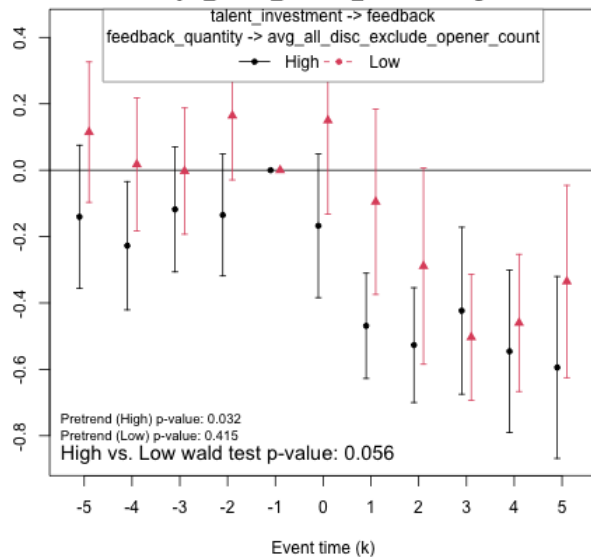 talent_investment -> feedback
feedback_quantity -> avg_all_disc_exclude_opener_count
High Low
0.4
0.2
0.0
-0.2
-0.4
-0.6
-0.8
Pretrend (High) p-value: 0.032
Pretrend (Low) p-value: 0.415
High vs. Low wald test p-value: 0.056
-5 -4 -3 -2 -1 0 1 2 3 4 5
Event time (k)